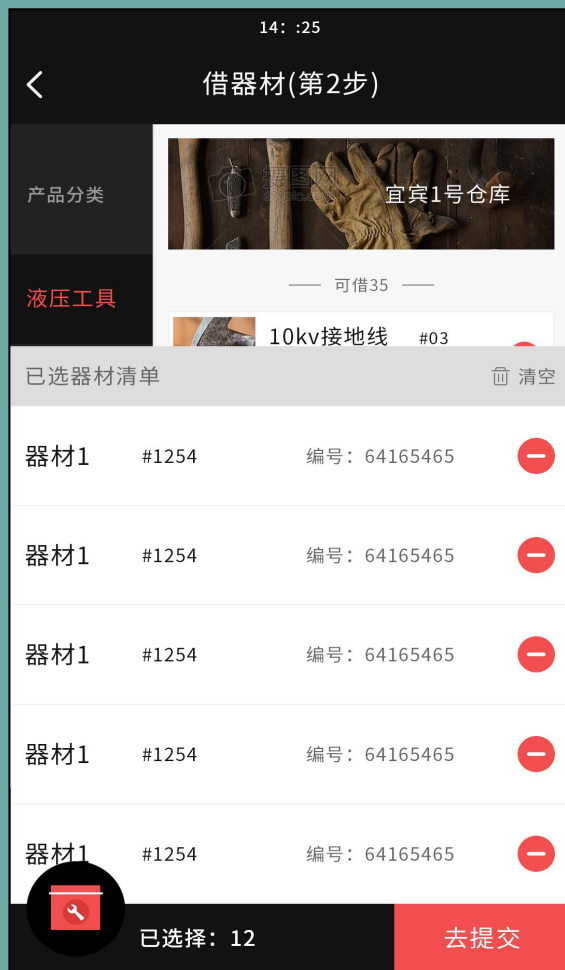 14: :25
借器材(第2步)
产品分类
宜宾1号仓库
液压工具
可借35
10kv接地线 #03
已选器材清单 清空
器材1 #1254 编号：64165465
器材1 #1254 编号：64165465
器材1 #1254 编号：64165465
器材1 #1254 编号：64165465
器材1 #1254 编号：64165465
已选择：12 去提交